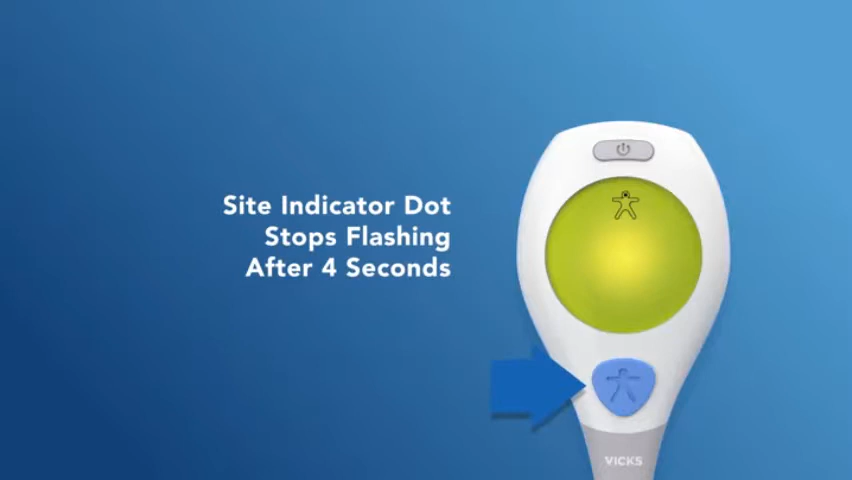 Site Indicator Dot
Stops Flashing
After 4 Seconds
VICKS